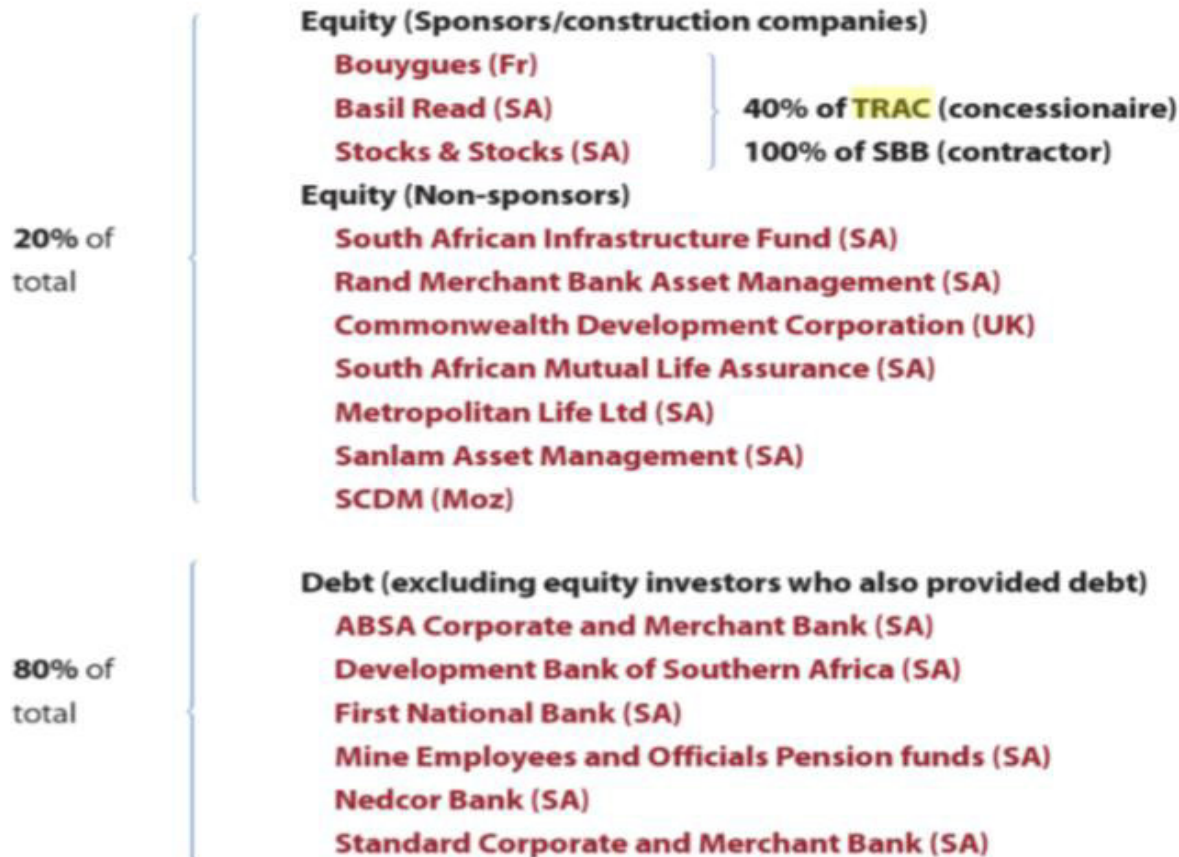 Equity (Sponsors/construction companies)
Bouygues (Fr)
Basil Read (SA)
Stocks & Stocks (SA)
40% of TRAC (concessionaire)
100% of SBB (contractor)
Equity (Non-sponsors)
20% of
total
South African Infrastructure Fund (SA)
Rand Merchant Bank Asset Management (SA)
Commonwealth Development Corporation (UK)
South African Mutual Life Assurance (SA)
Metropolitan Life Ltd (SA)
Sanlam Asset Management (SA)
SCDM (Moz)
Debt (excluding equity investors who also provided debt)
80% of
total
ABSA Corporate and Merchant Bank (SA)
Development Bank of Southern Africa (SA)
First National Bank (SA)
Mine Employees and Officials Pension funds (SA)
Nedcor Bank (SA)
Standard Corporate and Merchant Bank (SA)